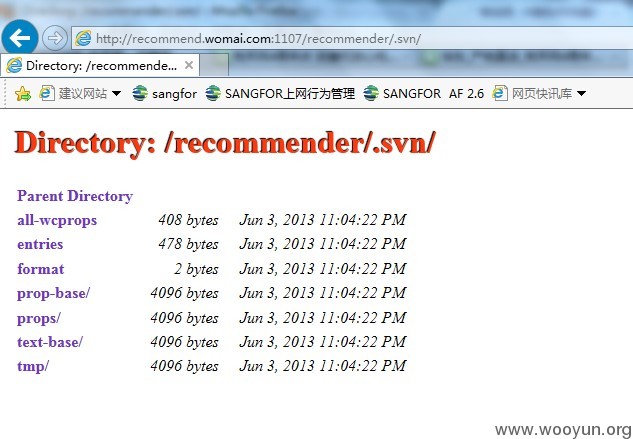 http://recommend.womai.com:1107/recommender/.svn/
Directory: /recommende...
建议网站 sangfor SANGFOR上网行为管理 SANGFOR AF 2.6 网页快讯库
Directory: /recommender/.svn/
Parent Directory
all-wcprops 408 bytes Jun 3, 2013 11:04:22 PM
entries 478 bytes Jun 3, 2013 11:04:22 PM
format 2 bytes Jun 3, 2013 11:04:22 PM
prop-base/ 4096 bytes Jun 3, 2013 11:04:22 PM
props/ 4096 bytes Jun 3, 2013 11:04:22 PM
text-base/ 4096 bytes Jun 3, 2013 11:04:22 PM
tmp/ 4096 bytes Jun 3, 2013 11:04:22 PM
www.wooyun.org